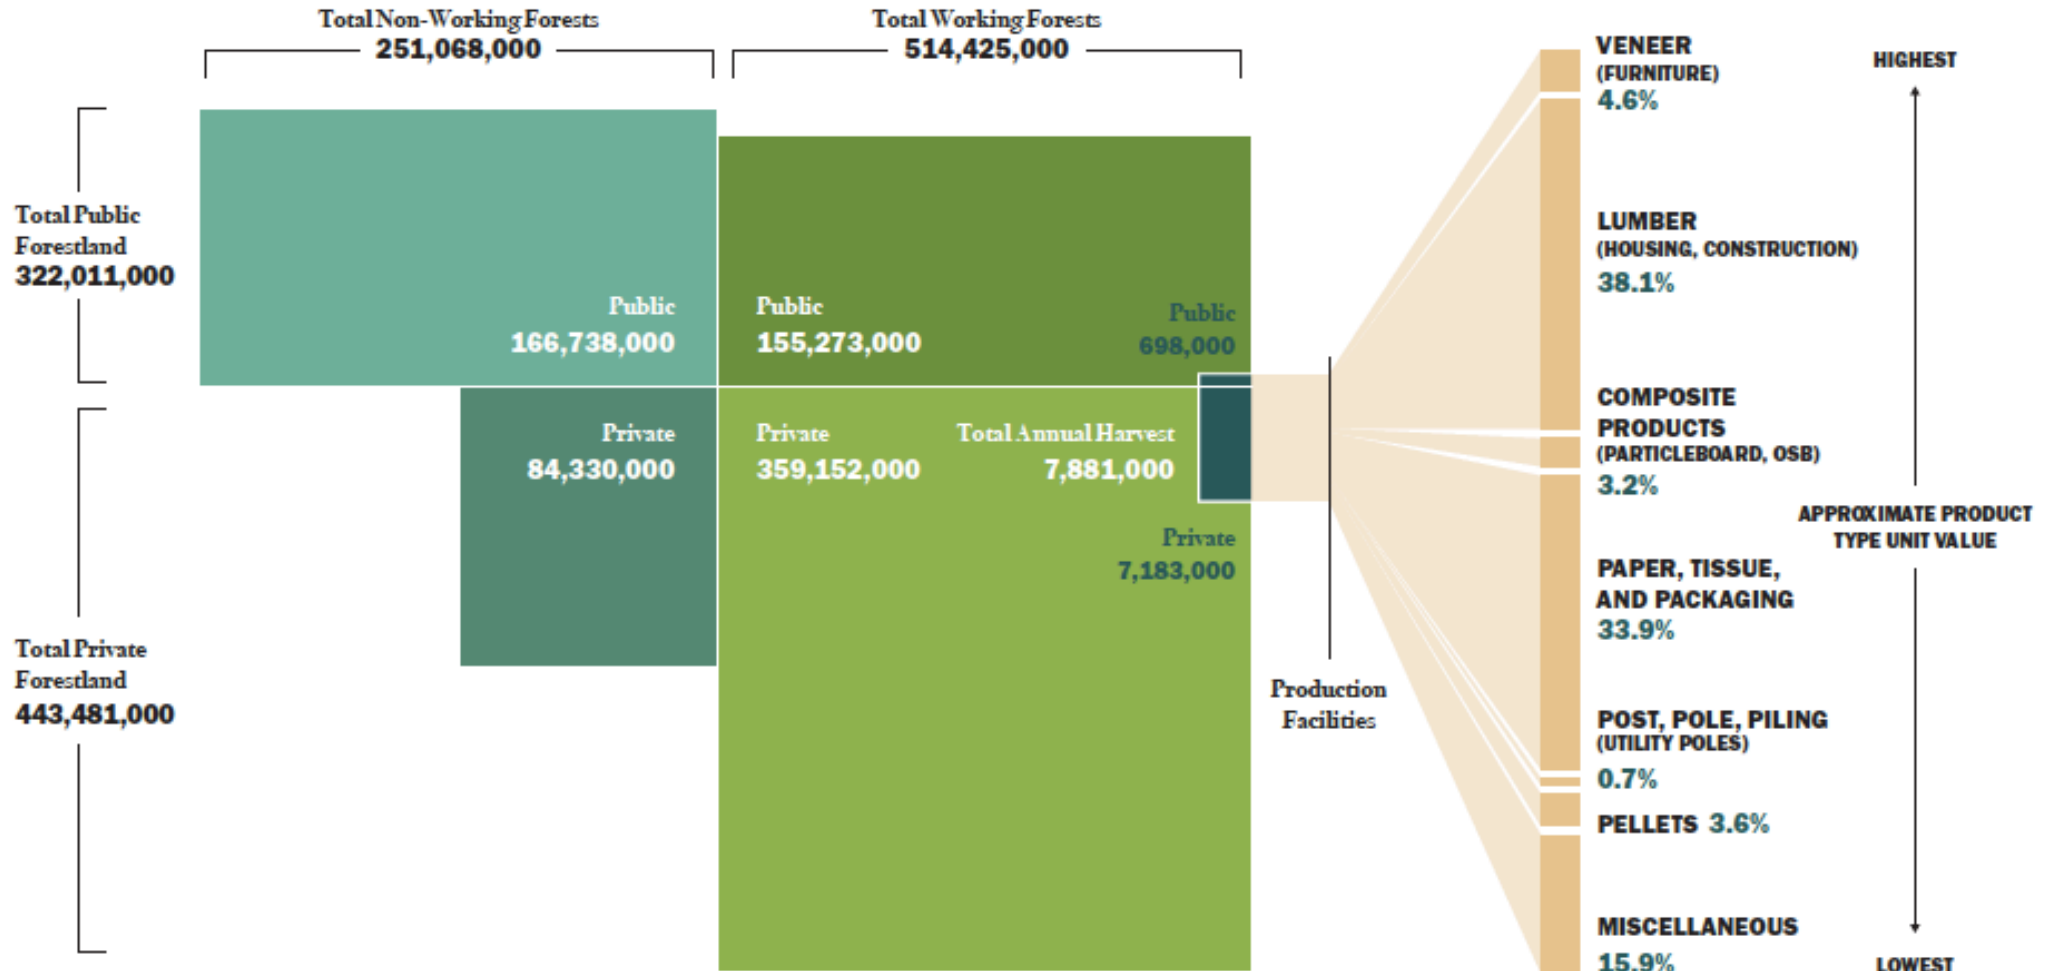 Total Non-Working Forests
251,068,000
Total Working Forests
514,425,000
Total Public
Forestland
322,011,000
Total Private
Forestland
443,481,000
Public
166,738,000
Public
155,273,000
Public
698,000
Private
84,330,000
Private
359,152,000
Total Annual Harvest
7,881,000
Private
7,183,000
Production
Facilities
VENEER
(FURNITURE)
4.6%
LUMBER
(HOUSING, CONSTRUCTION)
38.1%
COMPOSITE
PRODUCTS
(PARTICLEBOARD, OSB)
3.2%
PAPER, TISSUE,
AND PACKAGING
33.9%
POST, POLE, PILING
(UTILITY POLES)
0.7%
PELLETS 3.6%
MISCELLANEOUS
15.9%
HIGHEST
APPROXIMATE PRODUCT
TYPE UNIT VALUE
LOWEST